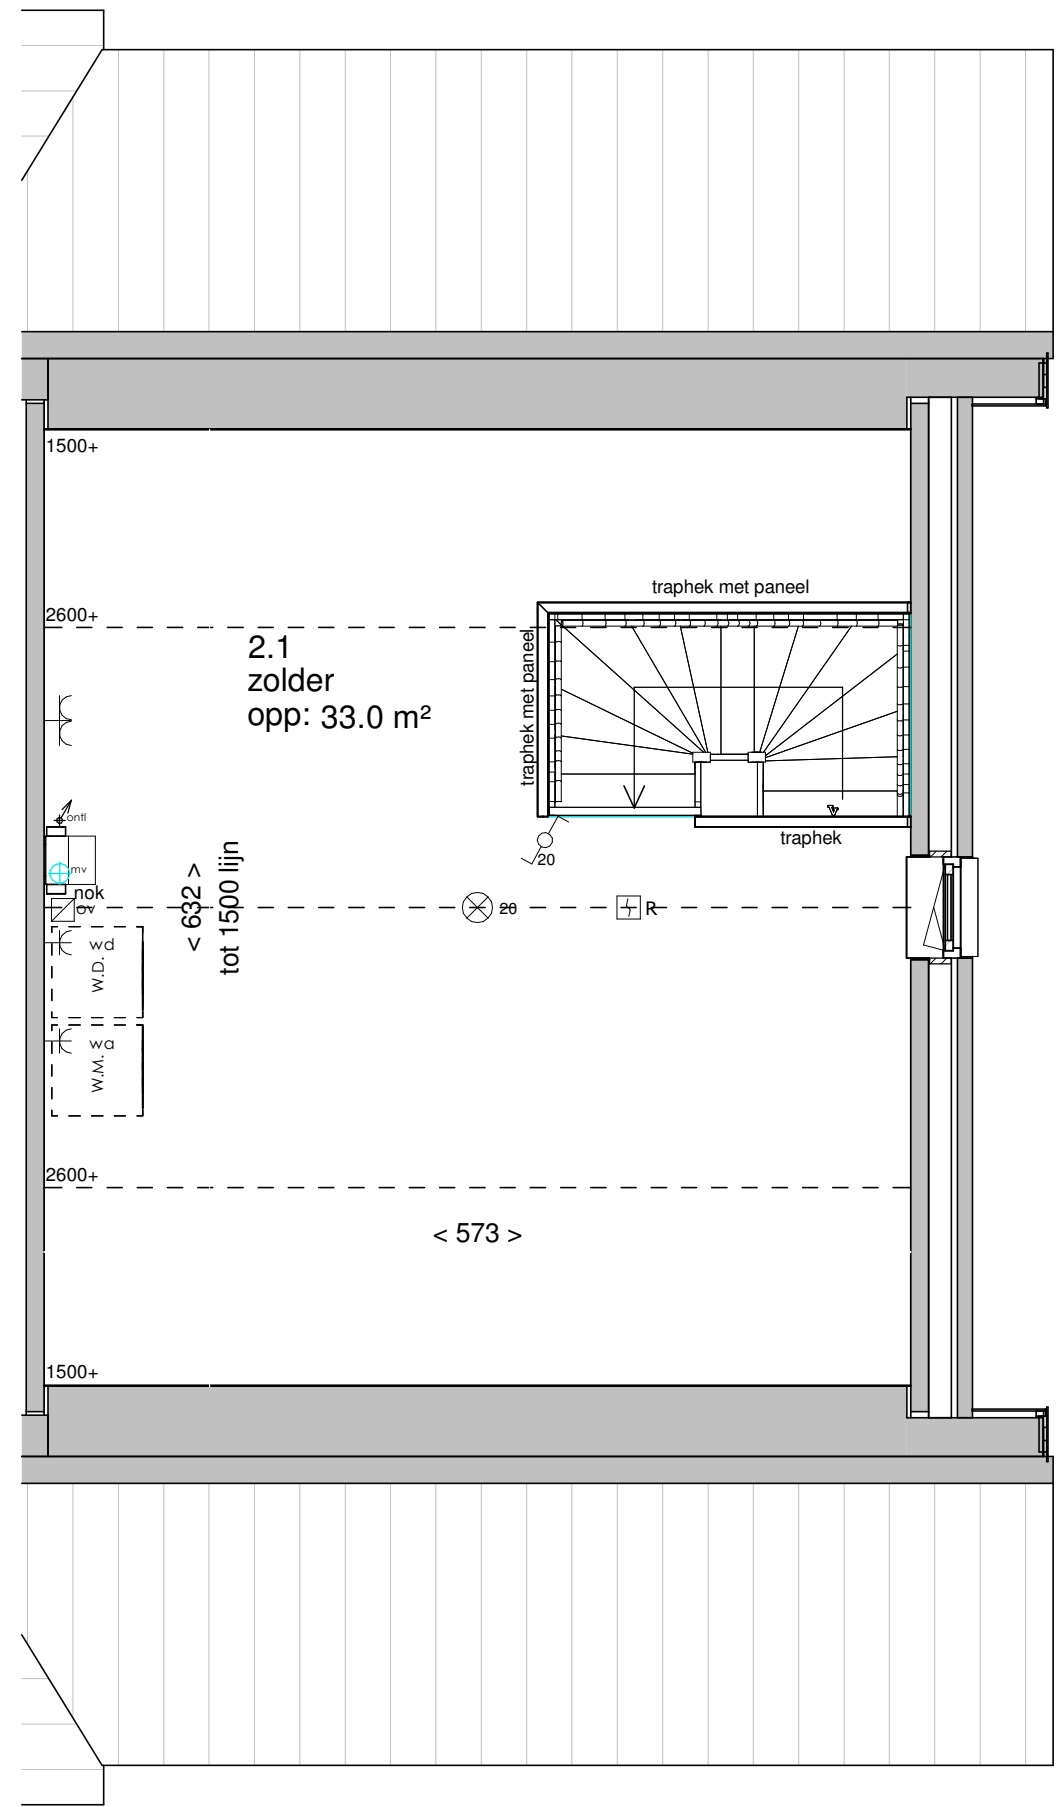 1500+
traphek met paneel
2600+
2.1
zolder
opp: 33.0 m²
traphek met paneel
ontl
traphek
20
mv
nok
ov
< 632 >
tot 1500 lijn
20
R
wd
W.D.
wa
W.M.
2600+
< 573 >
1500+